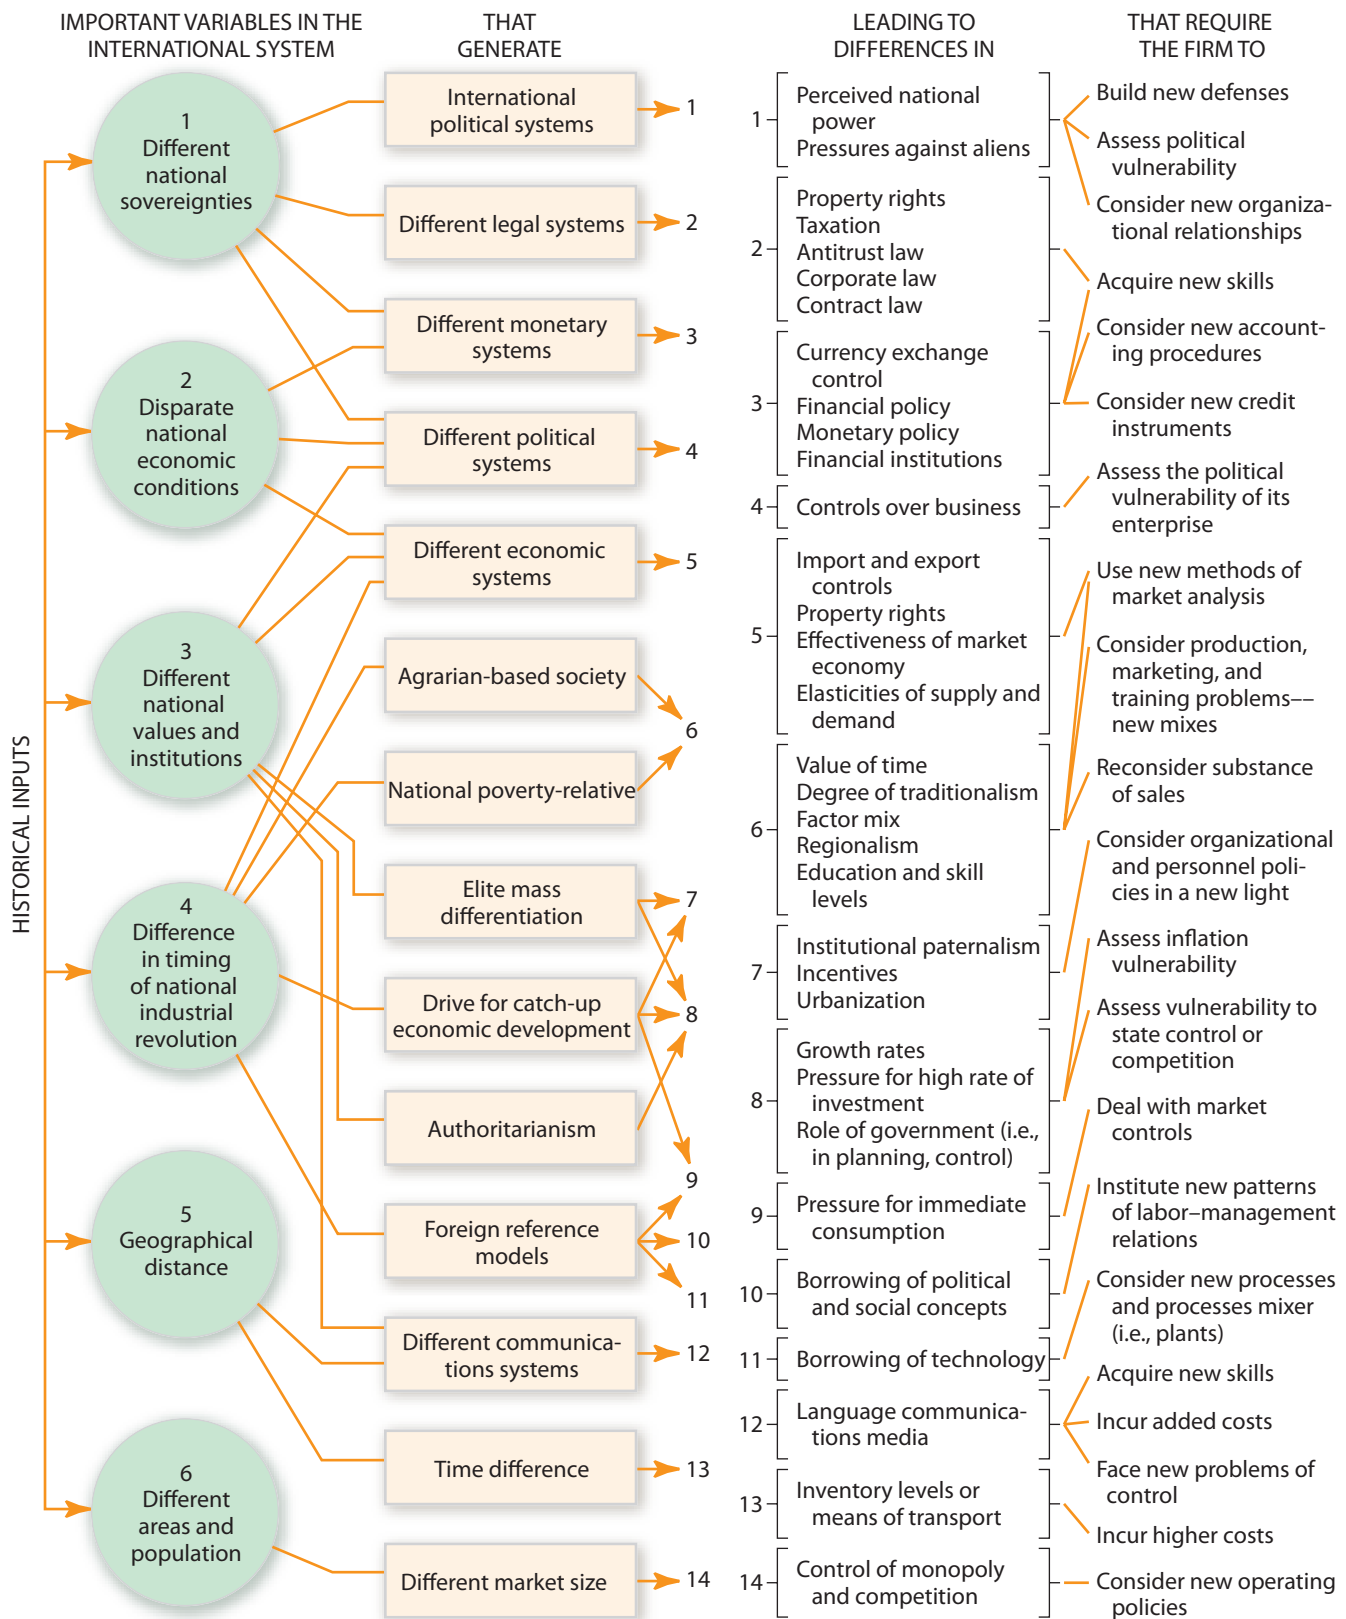 IMPORTANT VARIABLES IN THE
INTERNATIONAL SYSTEM
THAT
GENERATE
LEADING TO
DIFFERENCES IN
THAT REQUIRE
THE FIRM TO
HISTORICAL INPUTS
1
Different
national
sovereignties
2
Disparate
national
economic
conditions
3
Different
national
values and
institutions
4
Difference
in timing
of national
industrial
revolution
5
Geographical
distance
6
Different
areas and
population
International
political systems
Different legal systems
Different monetary
systems
Different political
systems
Different economic
systems
Agrarian-based society
National poverty-relative
Elite mass
differentiation
Drive for catch-up
economic development
Authoritarianism
Foreign reference
models
Different communica-
tions systems
Time difference
Different market size
1
2
3
4
5
6
7
8
9
10
11
12
13
14
1
Perceived national
power
Pressures against aliens
2
Property rights
Taxation
Antitrust law
Corporate law
Contract law
3
Currency exchange
control
Financial policy
Monetary policy
Financial institutions
4
Controls over business
5
Import and export
controls
Property rights
Effectiveness of market
economy
Elasticities of supply and
demand
6
Value of time
Degree of traditionalism
Factor mix
Regionalism
Education and skill
levels
7
Institutional paternalism
Incentives
Urbanization
8
Growth rates
Pressure for high rate of
investment
Role of government (i.e.,
in planning, control)
9
Pressure for immediate
consumption
10
Borrowing of political
and social concepts
11
Borrowing of technology
12
Language communica-
tions media
13
Inventory levels or
means of transport
14
Control of monopoly
and competition
Build new defenses
Assess political
vulnerability
Consider new organiza-
tional relationships
Acquire new skills
Consider new account-
ing procedures
Consider new credit
instruments
Assess the political
vulnerability of its
enterprise
Use new methods of
market analysis
Consider production,
marketing, and
training problems––
new mixes
Reconsider substance
of sales
Consider organizational
and personnel poli-
cies in a new light
Assess inflation
vulnerability
Assess vulnerability to
state control or
competition
Deal with market
controls
Institute new patterns
of labor–management
relations
Consider new processes
and processes mixer
(i.e., plants)
Acquire new skills
Incur added costs
Face new problems of
control
Incur higher costs
Consider new operating
policies